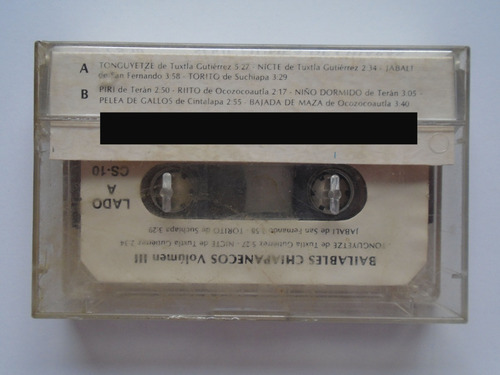 A TONGUYETZE de Tuxtla Gutiérrez 5:27 - NICTE de Tuxtla Gutiérrez 2:34 - JABALI
de San Fernando 3:58 - TORITO de Suchiapa 3:29
B PIRI de Terán 2:50 - RIITO de Ocozocoautla 2:17 - NIÑO DORMIDO de Terán 3:05 -
PELEA DE GALLOS de Cintalapa 2:55 - BAJADA DE MAZA de Ocozocoautla 3:40
BAILABLES CHIAPANECOS Volúmen III
TONGUYETZE de Tuxtla Gutiérrez 5:27 - NICTE de Tuxtla Gutiérrez 2:34
JABALI de San Fernando 3:58 TORITO de Suchiapa 3:29
LADO
A
CS-10